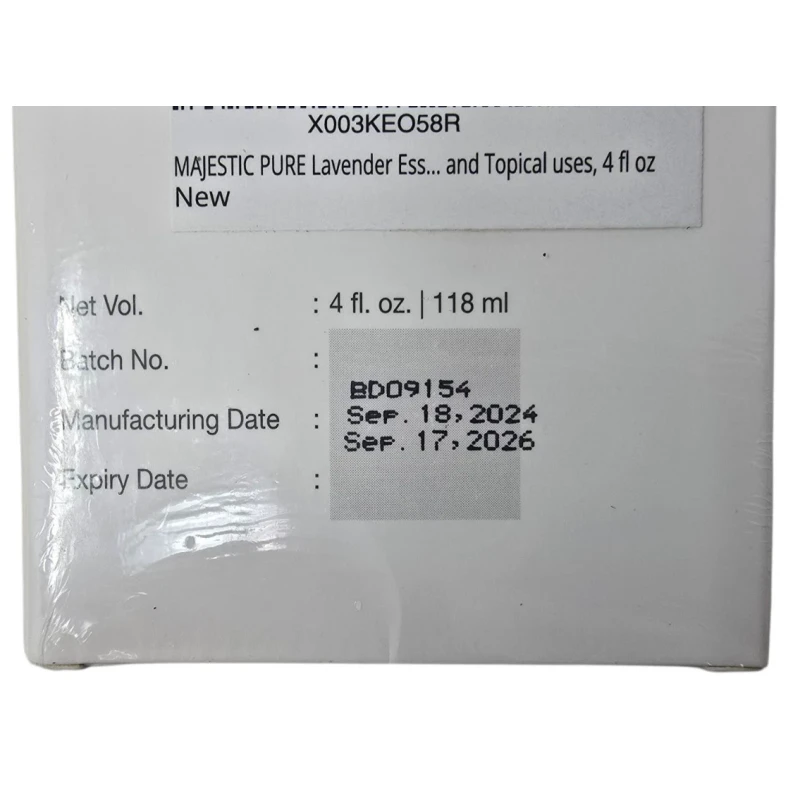 X003KEO58R
MAJESTIC PURE Lavender Ess... and Topical uses, 4 fl oz
New
Net Vol. : 4 fl. oz. | 118 ml
Batch No. :
BD09154
Manufacturing Date : Sep. 18, 2024
Sep. 17, 2026
Expiry Date :